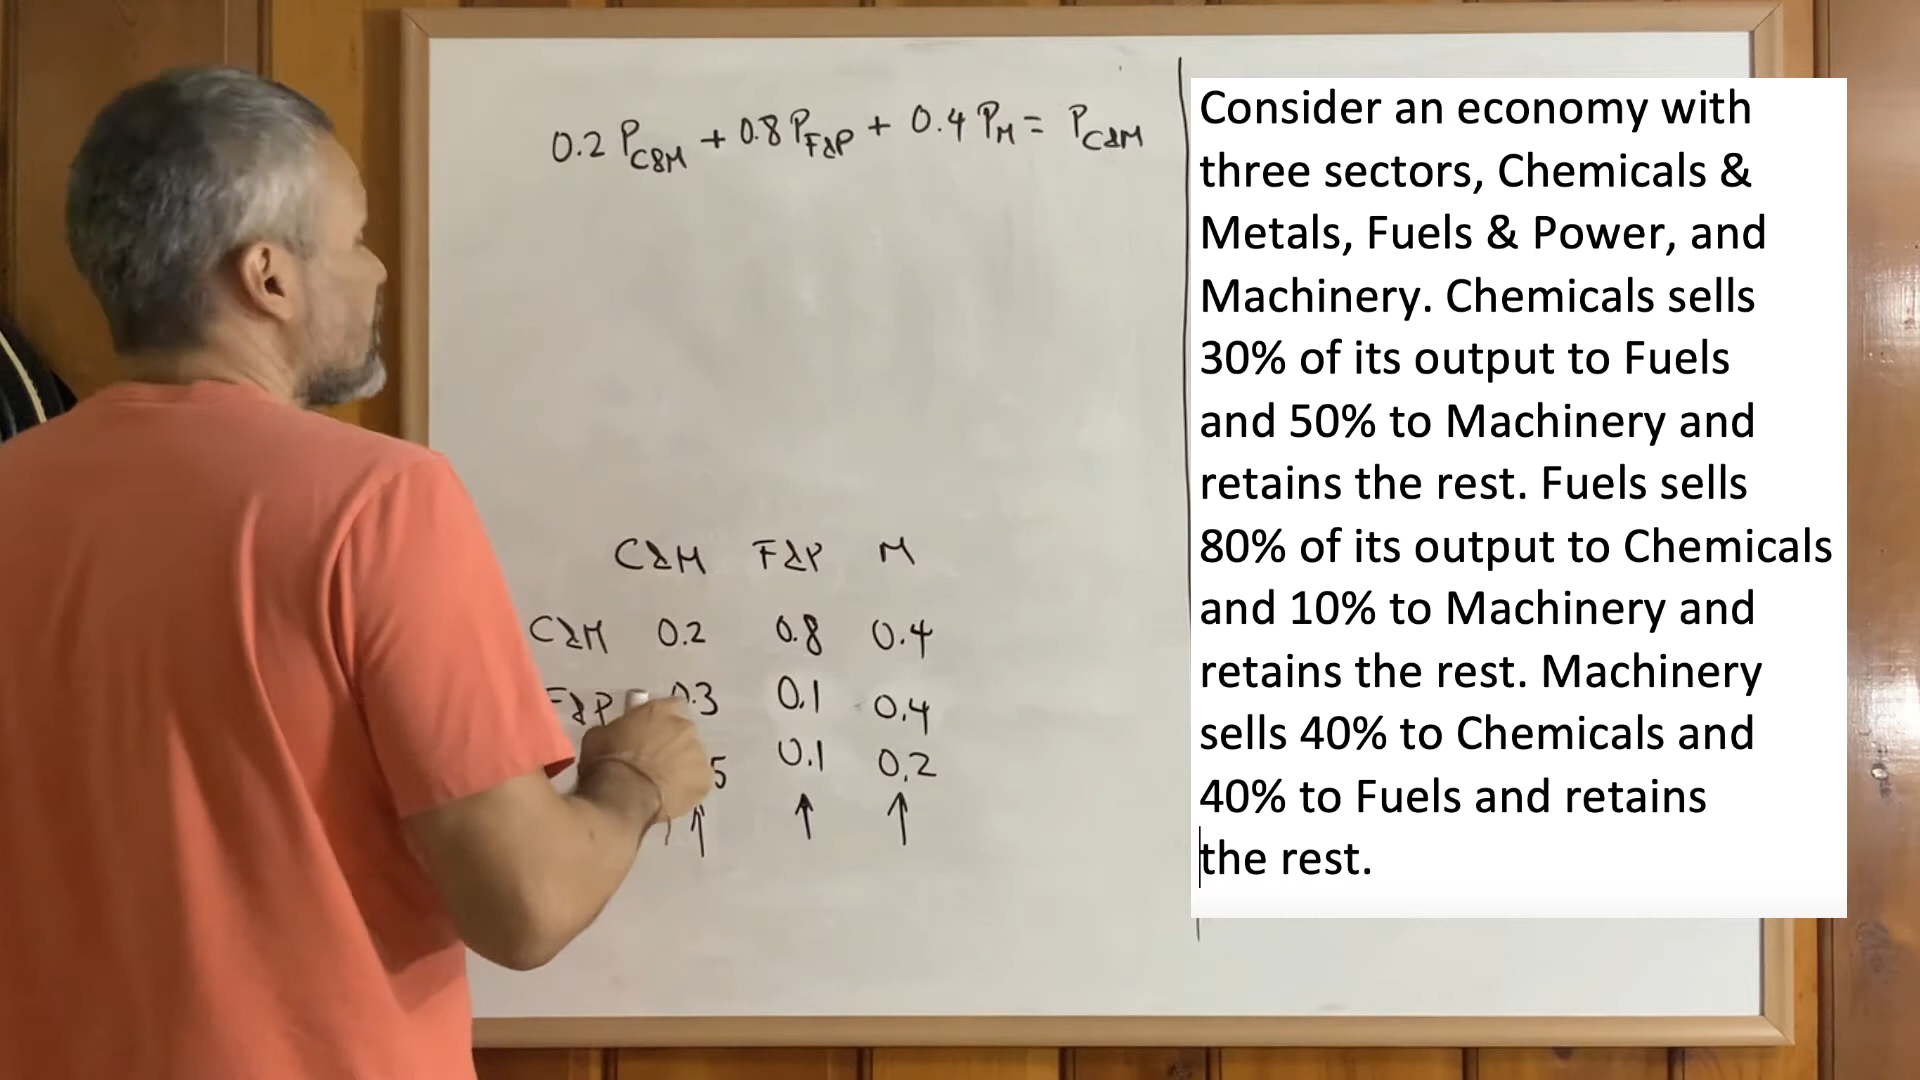 0.2 P_C&M + 0.8 P_F&P + 0.4 P_M = P_C&M
C&M F&P M
C&M 0.2 0.8 0.4
F&P 0.3 0.1 0.4
5 0.1 0.2
Consider an economy with
three sectors, Chemicals &
Metals, Fuels & Power, and
Machinery. Chemicals sells
30% of its output to Fuels
and 50% to Machinery and
retains the rest. Fuels sells
80% of its output to Chemicals
and 10% to Machinery and
retains the rest. Machinery
sells 40% to Chemicals and
40% to Fuels and retains
the rest.